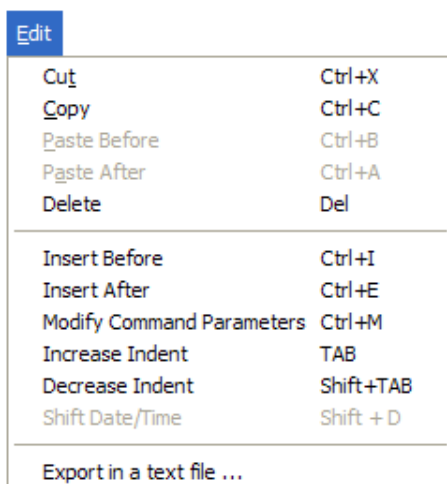 Edit
Cut Ctrl+X
Copy Ctrl+C
Paste Before Ctrl+B
Paste After Ctrl+A
Delete Del
Insert Before Ctrl+I
Insert After Ctrl+E
Modify Command Parameters Ctrl+M
Increase Indent TAB
Decrease Indent Shift+TAB
Shift Date/Time Shift + D
Export in a text file ...